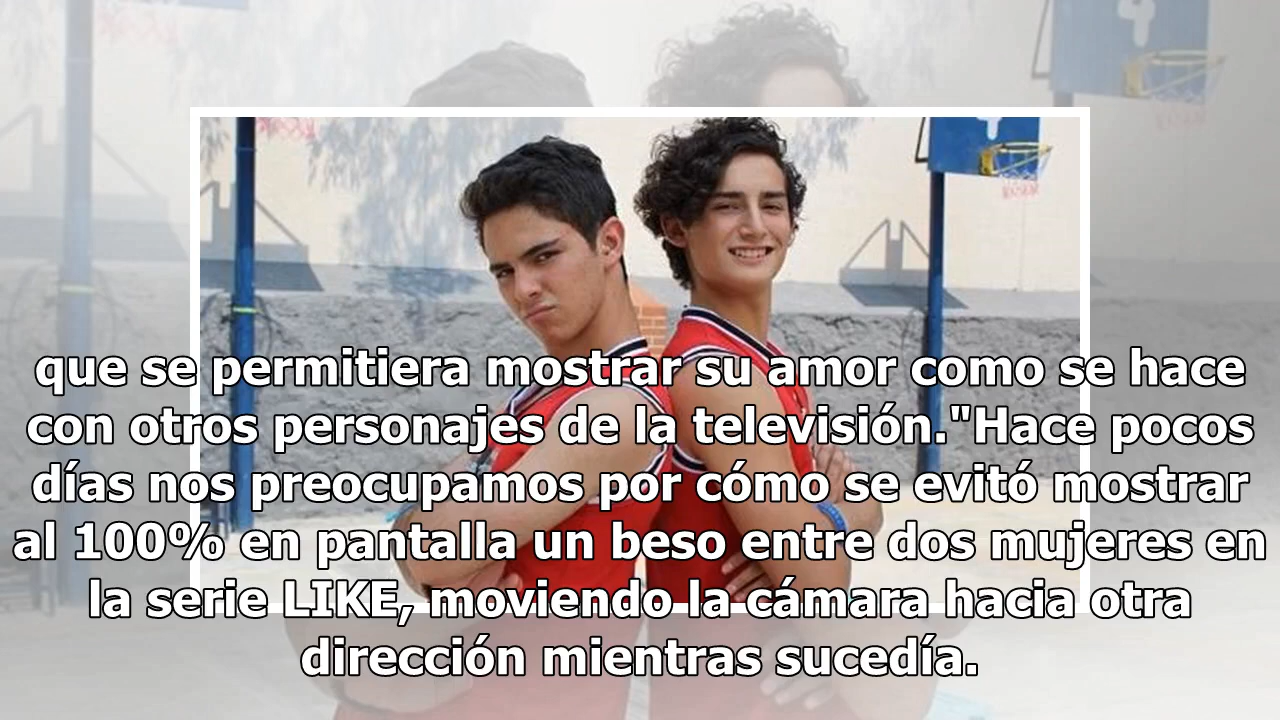 que se permitiera mostrar su amor como se hace
con otros personajes de la televisión."Hace pocos
días nos preocupamos por cómo se evitó mostrar
al 100% en pantalla un beso entre dos mujeres en
la serie LIKE, moviendo la cámara hacia otra
dirección mientras sucedía.